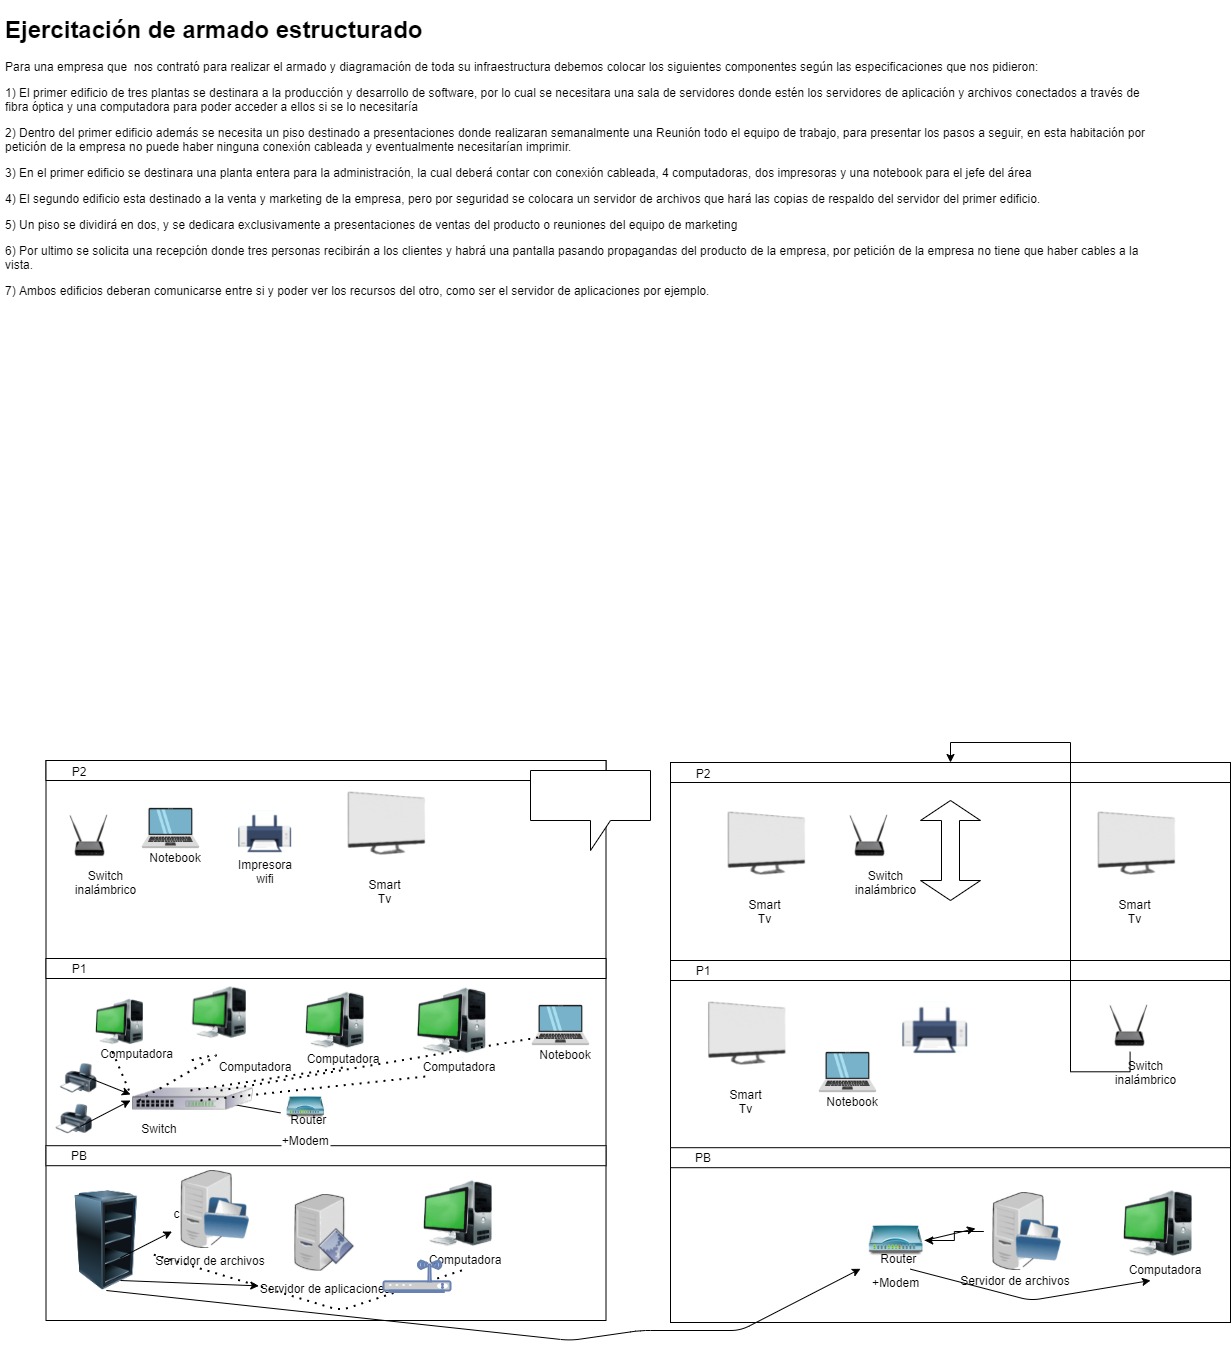 Ejercitación de armado estructurado
Para una empresa que  nos contrató para realizar el armado y diagramación de toda su infraestructura debemos colocar los siguientes componentes según las especificaciones que nos pidieron:
1) El primer edificio de tres plantas se destinara a la producción y desarrollo de software, por lo cual se necesitara una sala de servidores donde estén los servidores de aplicación y archivos conectados a través de
fibra óptica y una computadora para poder acceder a ellos si se lo necesitaría
2) Dentro del primer edificio además se necesita un piso destinado a presentaciones donde realizaran semanalmente una Reunión todo el equipo de trabajo, para presentar los pasos a seguir, en esta habitación por
petición de la empresa no puede haber ninguna conexión cableada y eventualmente necesitarían imprimir.
3) En el primer edificio se destinara una planta entera para la administración, la cual deberá contar con conexión cableada, 4 computadoras, dos impresoras y una notebook para el jefe del área
4) El segundo edificio esta destinado a la venta y marketing de la empresa, pero por seguridad se colocara un servidor de archivos que hará las copias de respaldo del servidor del primer edificio.
5) Un piso se dividirá en dos, y se dedicara exclusivamente a presentaciones de ventas del producto o reuniones del equipo de marketing
6) Por ultimo se solicita una recepción donde tres personas recibirán a los clientes y habrá una pantalla pasando propagandas del producto de la empresa, por petición de la empresa no tiene que haber cables a la
vista.
7) Ambos edificios deberan comunicarse entre si y poder ver los recursos del otro, como ser el servidor de aplicaciones por ejemplo.
P2
Switch
inalámbrico
Notebook
Impresora
wifi
Smart
Tv
P1
Computadora
Computadora
Computadora
Computadora
Notebook
Switch
Router
+Modem
PB
c
Servidor de archivos
Servidor de aplicaciones
Computadora
P2
Smart
Tv
Switch
inalámbrico
Smart
Tv
P1
Smart
Tv
Notebook
Switch
inalámbrico
PB
Router
+Modem
Servidor de archivos
Computadora